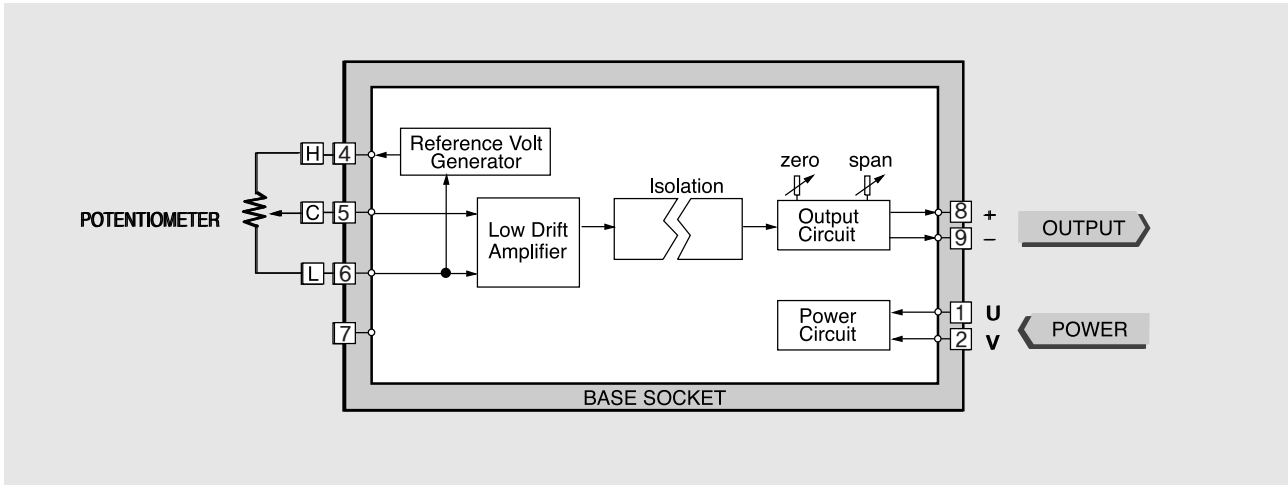 Reference Volt
Generator
H 4
zero span
Isolation
POTENTIOMETER
C 5
Low Drift
Amplifier
Output
Circuit
8 +
9 –
OUTPUT
L 6
7
Power
Circuit
1 U
2 V
POWER
BASE SOCKET